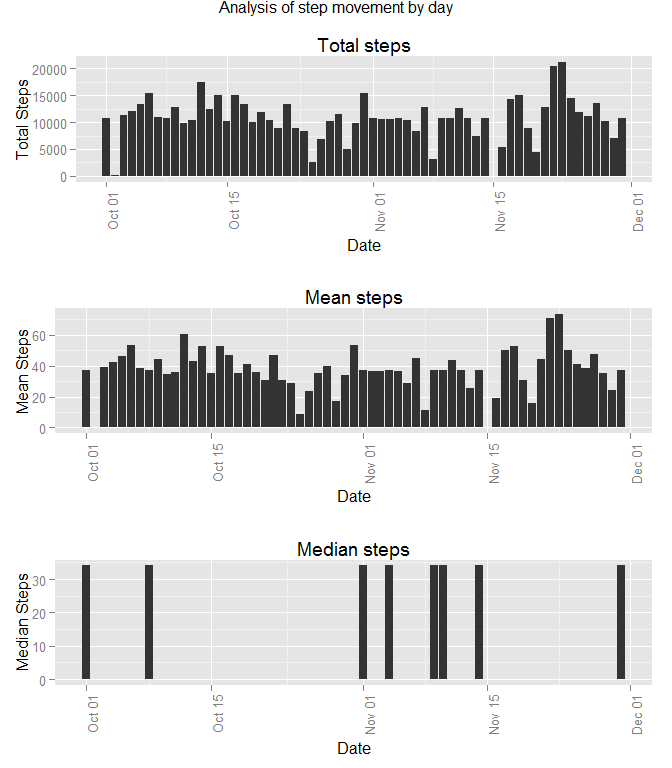 Analysis of step movement by day
Total steps
Total Steps
20000
15000
10000
5000
0
Oct 01
Oct 15
Nov 01
Nov 15
Dec 01
Date
Mean steps
Mean Steps
60
40
20
0
Oct 01
Oct 15
Nov 01
Nov 15
Dec 01
Date
Median steps
Median Steps
30
20
10
0
Oct 01
Oct 15
Nov 01
Nov 15
Dec 01
Date